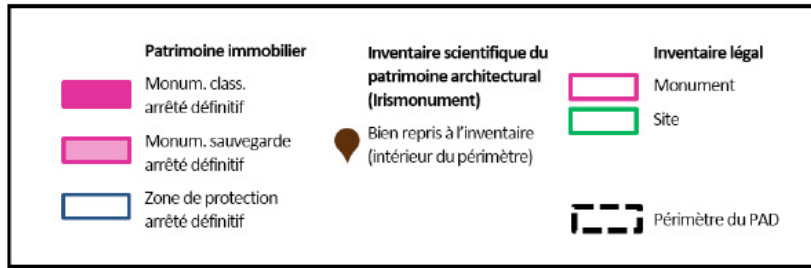 Patrimoine immobilier
Monum. class.
arrêté définitif
Monum. sauvegarde
arrêté définitif
Zone de protection
arrêté définitif
Inventaire scientifique du
patrimoine architectural
(Irismonument)
Bien repris à l'inventaire
(intérieur du périmètre)
Inventaire légal
Monument
Site
Périmètre du PAD